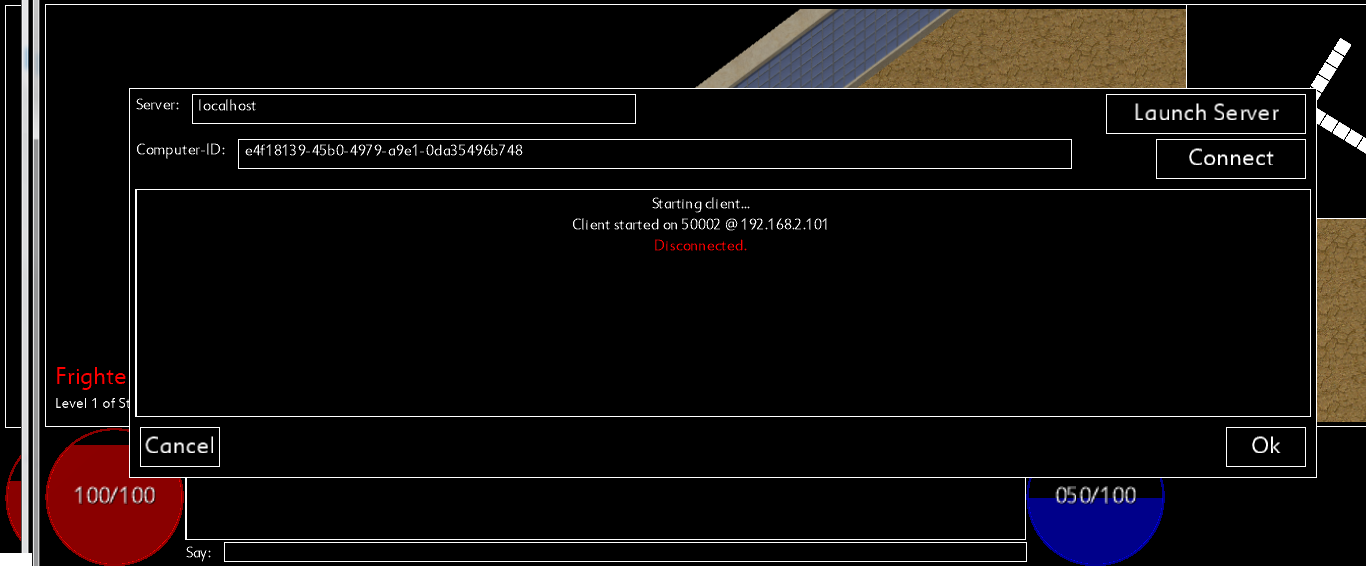 Server: localhost
Launch Server
Computer-ID: e4f18139-45b0-4979-a9e1-0da35496b748
Connect
Starting client...
Client started on 50002 @ 192.168.2.101
Disconnected.
Frighte
Level 1 of St
Cancel
Ok
100/100
050/100
Say: